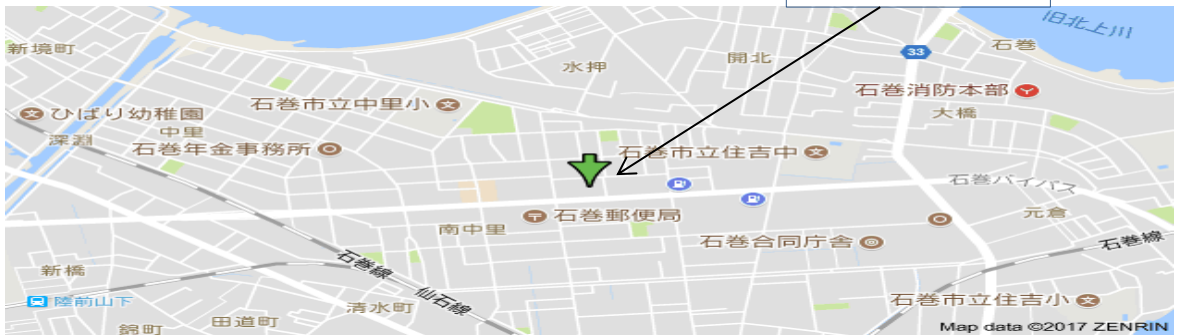 旧北上川
新境町
石巻
水押
開北
33
石巻消防本部
石巻市立中里小
ひばり幼稚園
大橋
中里
深淵
石巻年金事務所
石巻市立住吉中
石巻バイパス
石巻郵便局
元倉
南中里
石巻合同庁舎
石巻線
石巻線
新橋
仙石線
陸前山下
清水町
石巻市立住吉小
田道町
錦町
Map data ©2017 ZENRIN